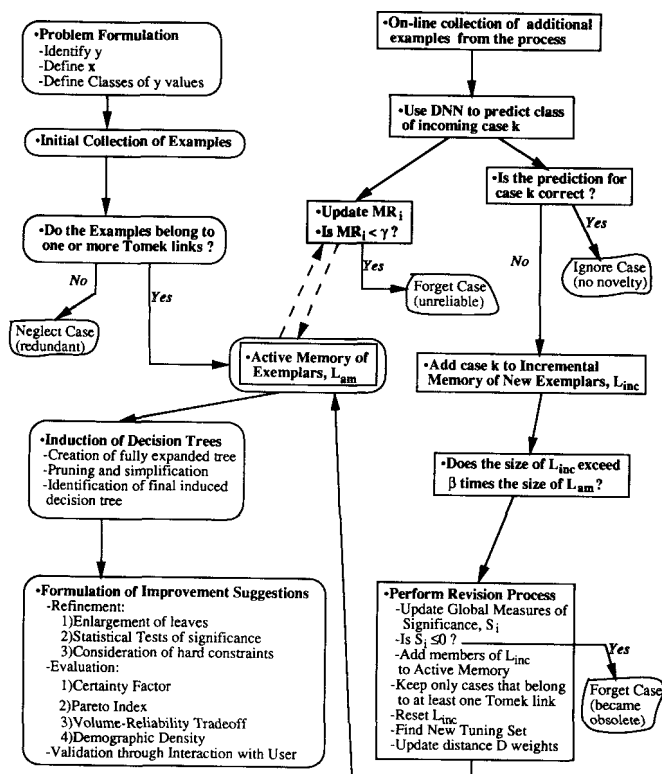 •Problem Formulation
-Identify y
-Define x
-Define Classes of y values
•Initial Collection of Examples
•Do the Examples belong to
one or more Tomek links ?
No
Yes
Neglect Case
(redundant)
•On-line collection of additional
examples from the process
•Use DNN to predict class
of incoming case k
•Update MRi
•Is MRi < γ ?
Yes
Forget Case
(unreliable)
•Is the prediction for
case k correct ?
No
Yes
Ignore Case
(no novelty)
•Active Memory of
Exemplars, Lam
•Add case k to Incremental
Memory of New Exemplars, Linc
•Induction of Decision Trees
-Creation of fully expanded tree
-Pruning and simplification
-Identification of final induced
decision tree
•Does the size of Linc exceed
β times the size of Lam ?
•Formulation of Improvement Suggestions
-Refinement:
1)Enlargement of leaves
2)Statistical Tests of significance
3)Consideration of hard constraints
-Evaluation:
1)Certainty Factor
2)Pareto Index
3)Volume-Reliability Tradeoff
4)Demographic Density
-Validation through Interaction with User
•Perform Revision Process
-Update Global Measures of
Significance, Si
-Is Si ≤0 ?
-Add members of Linc
to Active Memory
-Keep only cases that belong
to at least one Tomek link
-Reset Linc
-Find New Tuning Set
-Update distance D weights
Yes
Forget Case
(became
obsolete)